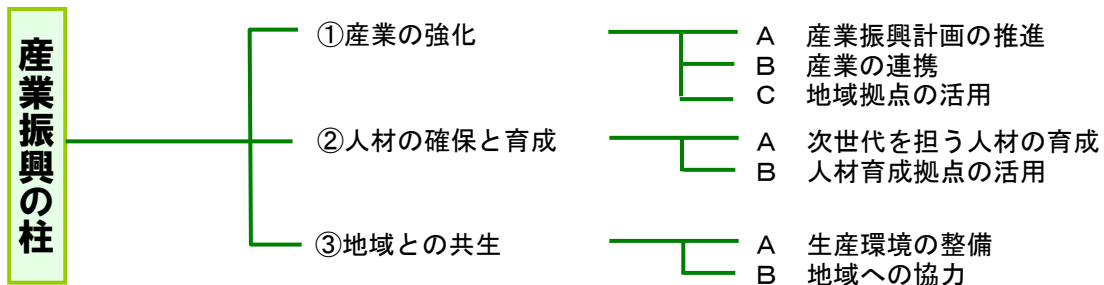 産業振興の柱
①産業の強化
A 産業振興計画の推進
B 産業の連携
C 地域拠点の活用
②人材の確保と育成
A 次世代を担う人材の育成
B 人材育成拠点の活用
③地域との共生
A 生産環境の整備
B 地域への協力